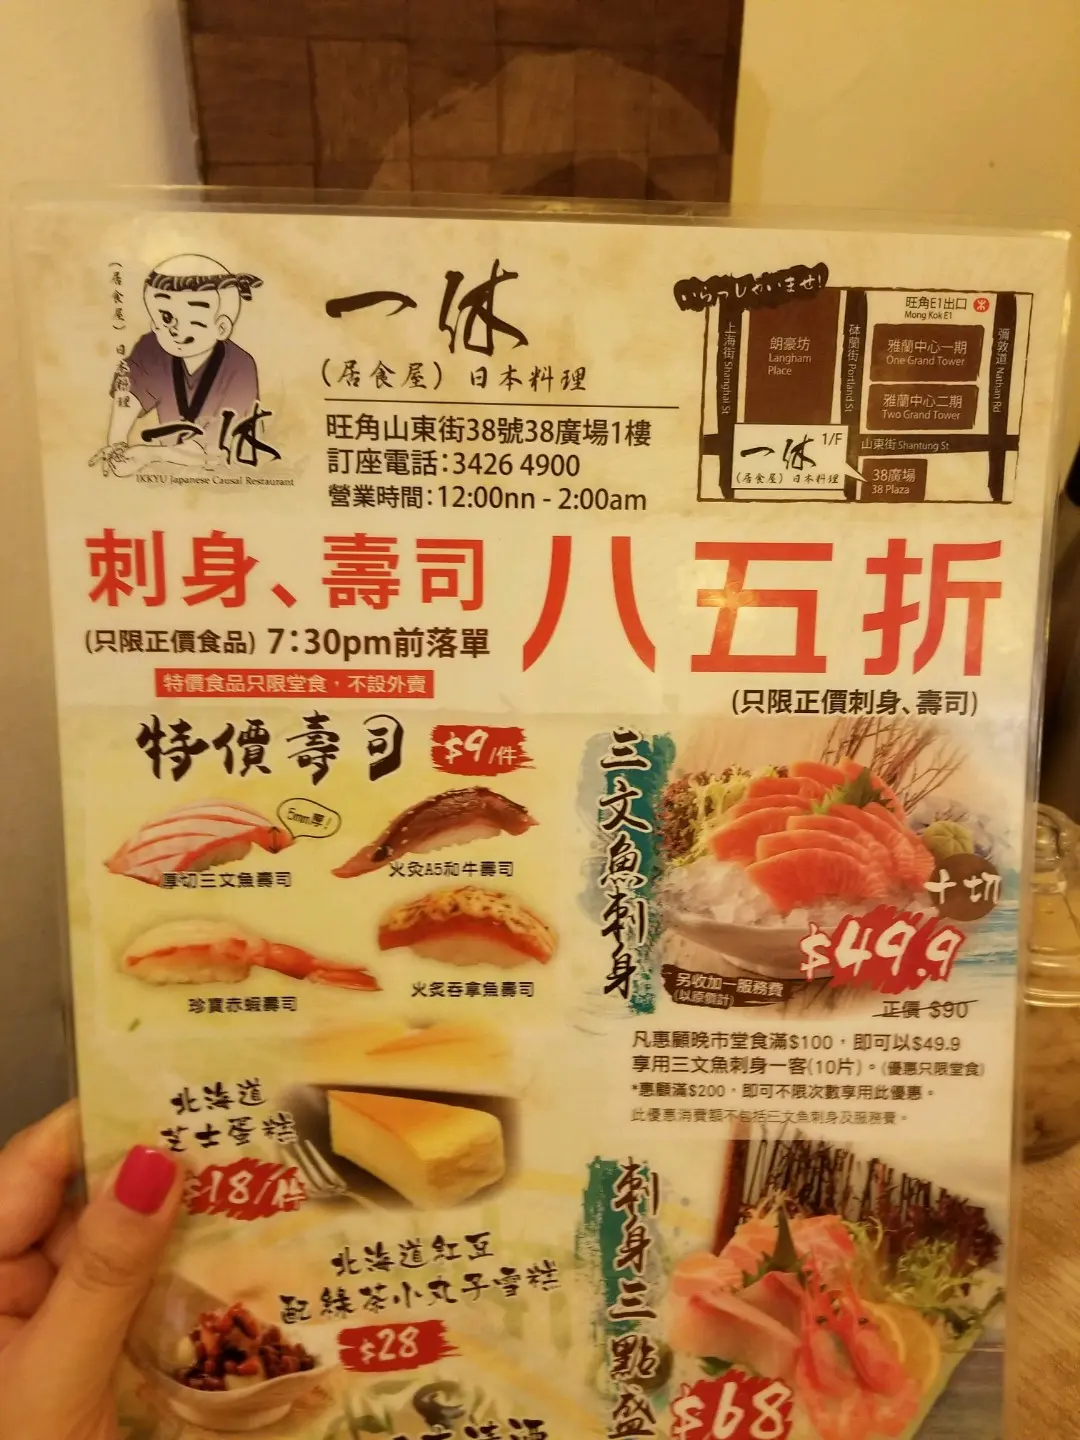 (居食屋) 日本料理
一休
IKKYU Japanese Causal Restaurant
一休
(居食屋) 日本料理
旺角山東街38號38廣場1樓
訂座電話:3426 4900
營業時間:12:00nn - 2:00am
いらっしゃいませ!
上海街 Shanghai St
朗豪坊
Langham
Place
砵蘭街 Portland St
旺角E1出口
Mong Kok E1
雅蘭中心一期
One Grand Tower
雅蘭中心二期
Two Grand Tower
彌敦道 Nathan Rd
山東街 Shantung St
一休 1/F
(居食屋) 日本料理
38廣場
38 Plaza
刺身、壽司 八五折
(只限正價食品) 7:30pm前落單
(只限正價刺身、壽司)
特價食品只限堂食,不設外賣
特價壽司 $9/件
5mm厚!
厚切三文魚壽司
火灸A5和牛壽司
珍寶赤蝦壽司
火炙吞拿魚壽司
三文魚刺身
十切
$49.9
另收加一服務費
(以原價計)
正價 $90
凡惠顧晚市堂食滿$100,即可以$49.9
享用三文魚刺身一客(10片)。(優惠只限堂食)
*惠顧滿$200,即可不限次數享用此優惠。
此優惠消費額不包括三文魚刺身及服務費。
北海道
芝士蛋糕
$18/件
北海道紅豆
配綠茶小丸子雪糕
$28
刺身三點盛
$68